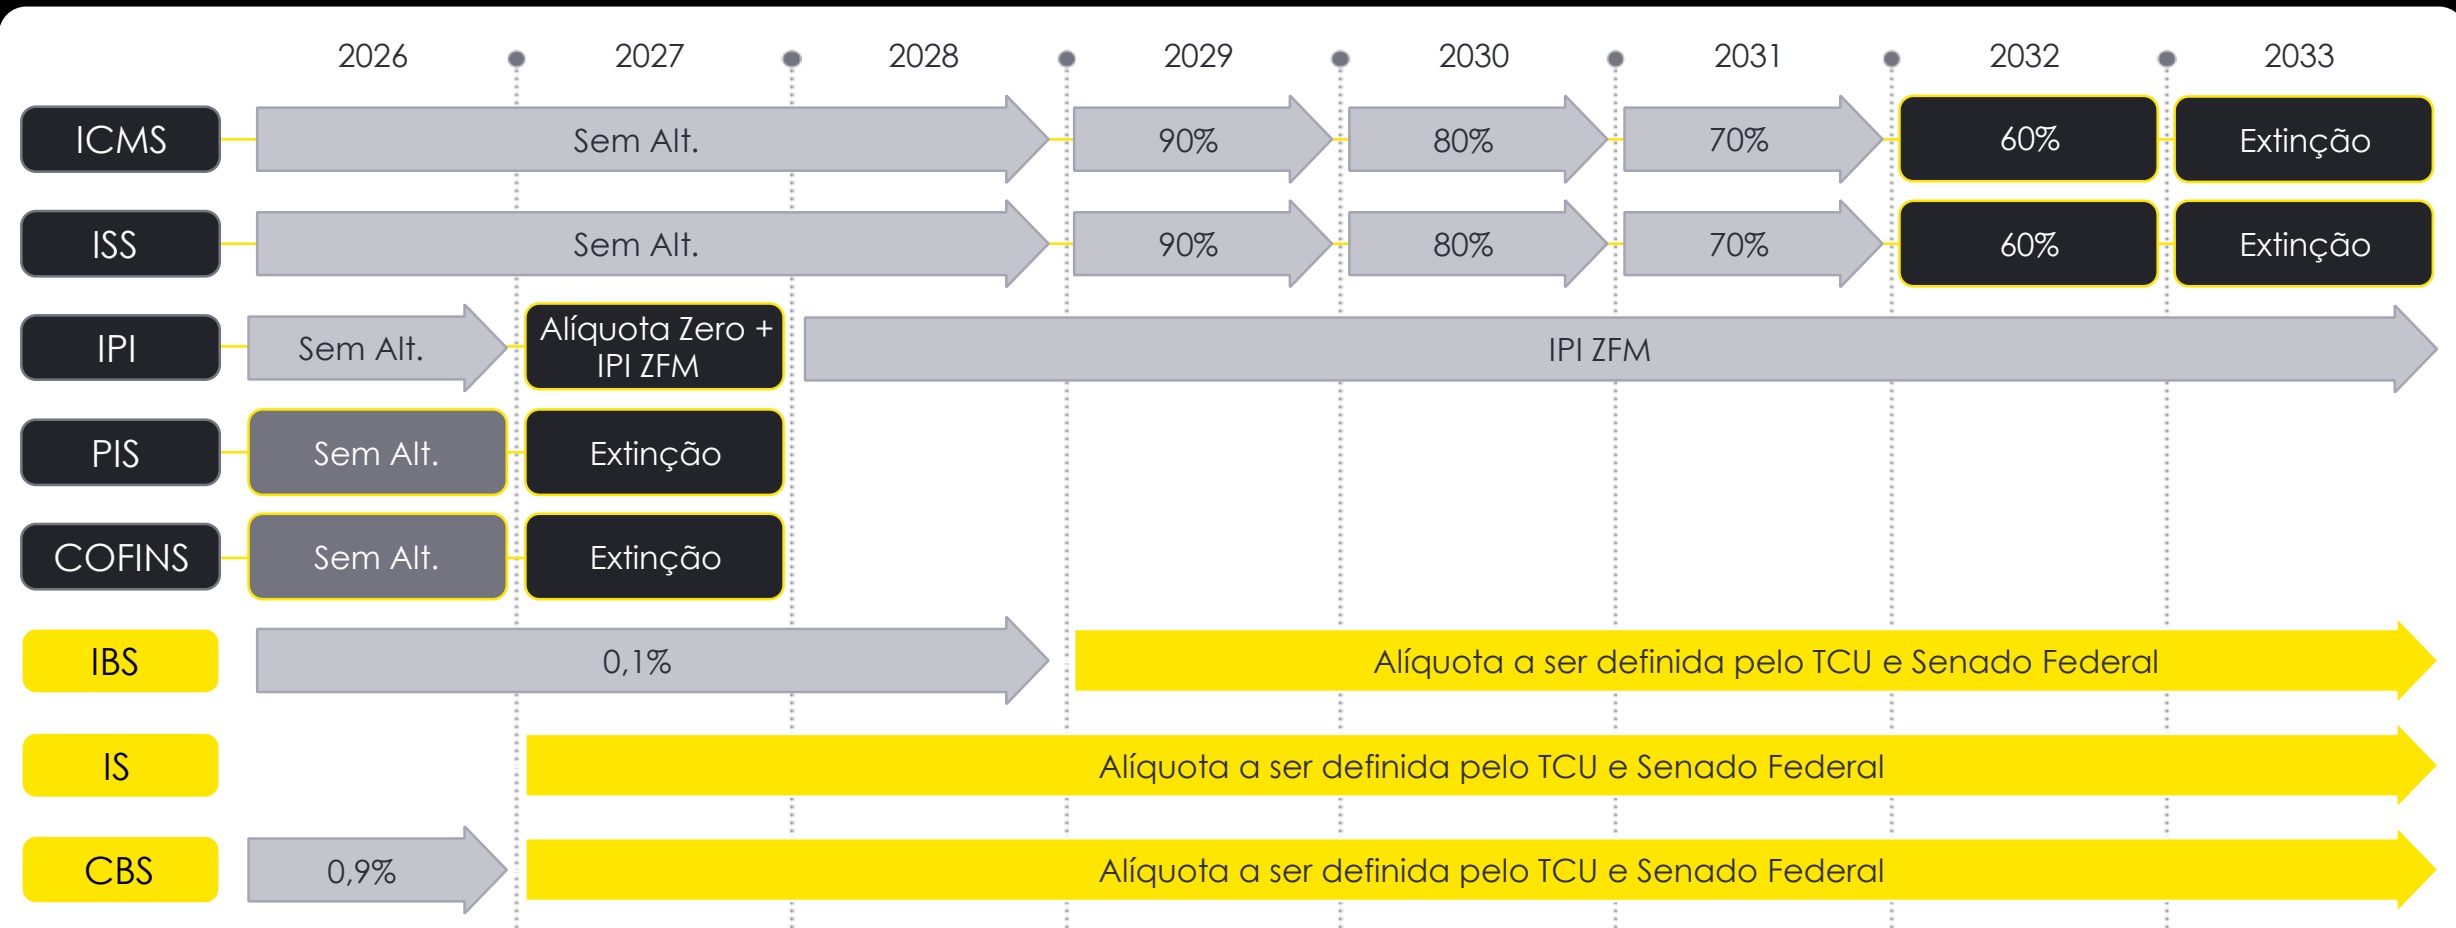 2026 2027 2028 2029 2030 2031 2032 2033
ICMS Sem Alt. 90% 80% 70% 60% Extinção
ISS Sem Alt. 90% 80% 70% 60% Extinção
IPI Sem Alt. Alíquota Zero +
IPI ZFM IPI ZFM
PIS Sem Alt. Extinção
COFINS Sem Alt. Extinção
IBS 0,1% Alíquota a ser definida pelo TCU e Senado Federal
IS Alíquota a ser definida pelo TCU e Senado Federal
CBS 0,9% Alíquota a ser definida pelo TCU e Senado Federal